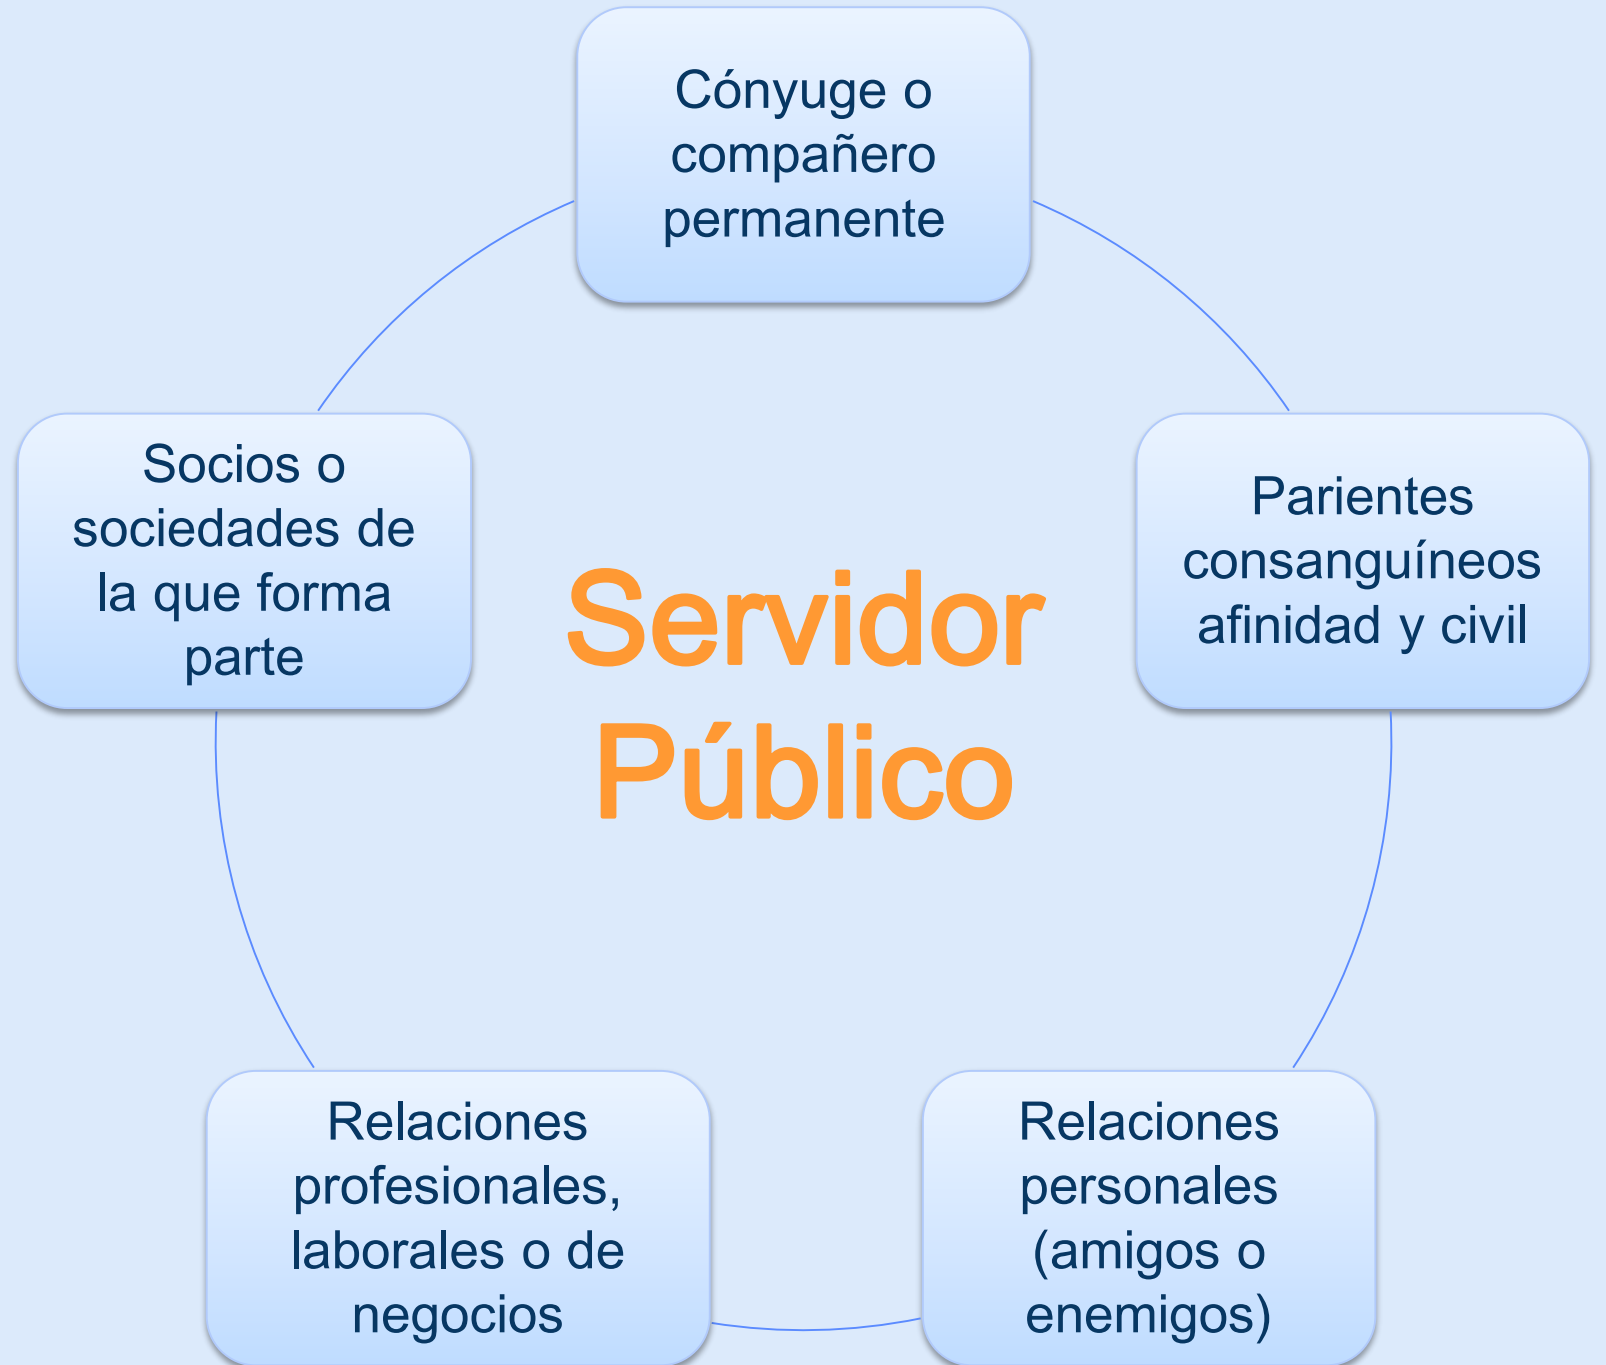 Cónyuge o
compañero
permanente
Socios o
sociedades de
la que forma
parte
Parientes
consanguíneos
afinidad y civil
Servidor
Público
Relaciones
profesionales,
laborales o de
negocios
Relaciones
personales
(amigos o
enemigos)